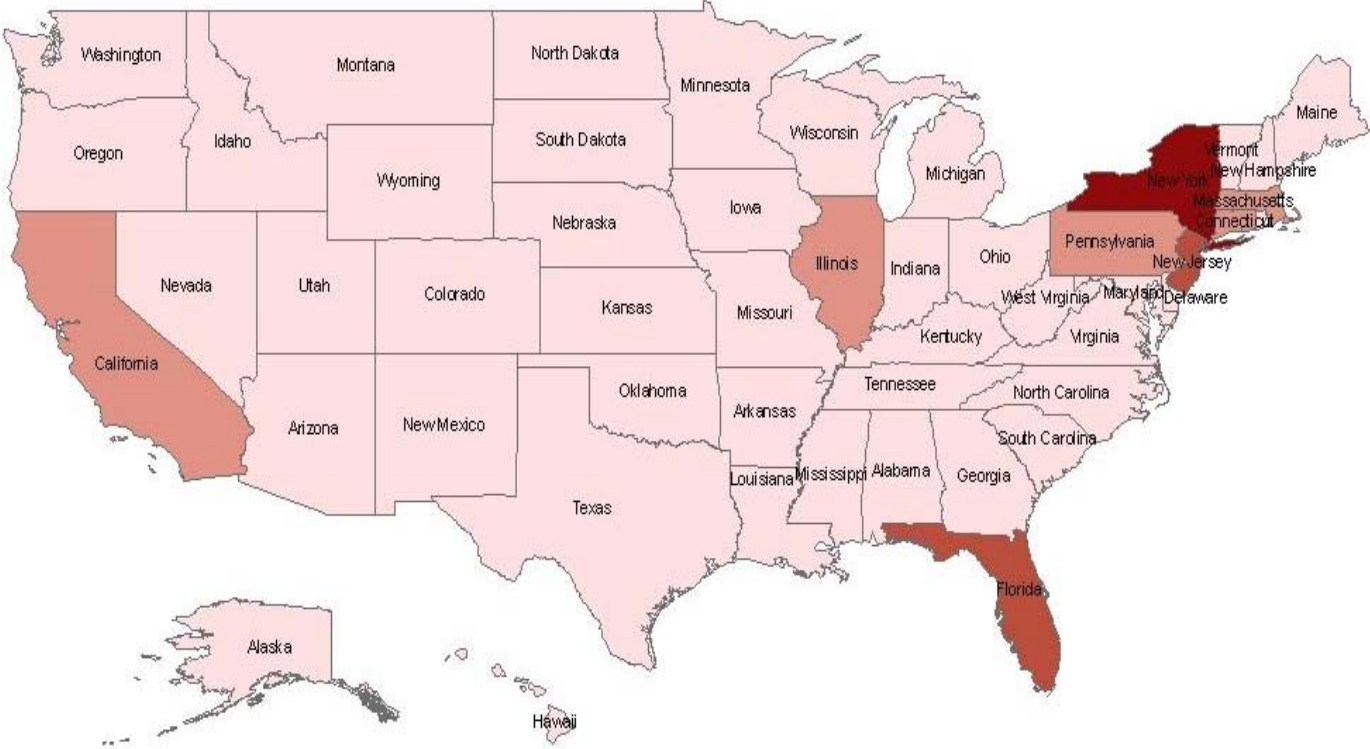 Washington
Montana
North Dakota
Minnesota
Maine
Oregon
Idaho
South Dakota
Wisconsin
Vermont
New Hampshire
Wyoming
Michigan
New York
Massachusetts
Connecticut
Nebraska
Iowa
Pennsylvania
New Jersey
Nevada
Utah
Colorado
Illinois
Indiana
Ohio
Kansas
Missouri
West Virginia
Maryland
Delaware
California
Kentucky
Virginia
Oklahoma
Tennessee
North Carolina
Arizona
New Mexico
Arkansas
South Carolina
Louisiana
Mississippi
Alabama
Georgia
Texas
Florida
Alaska
Hawaii